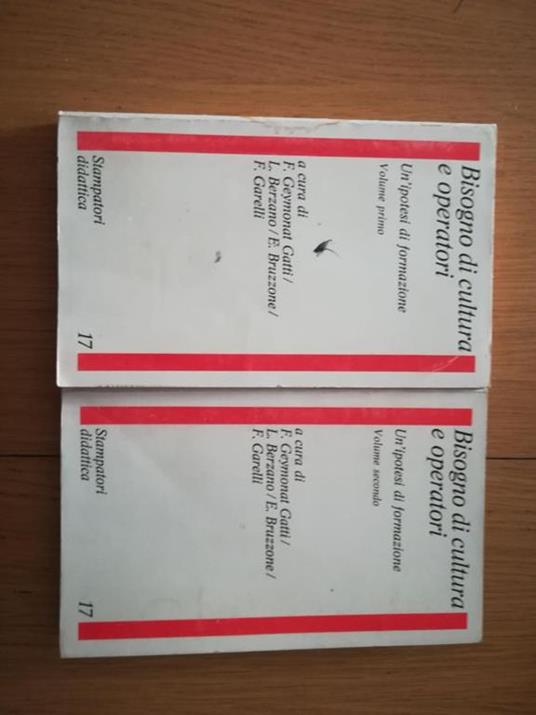 Bisogno di cultura
e operatori
Un'ipotesi di formazione
Volume primo
a cura di
F. Geymonat Gatti /
L. Berzano / E. Bruzzone /
F. Garelli
Stampatori
didattica
17
Bisogno di cultura
e operatori
Un'ipotesi di formazione
Volume secondo
a cura di
F. Geymonat Gatti /
L. Berzano / E. Bruzzone /
F. Garelli
Stampatori
didattica
17